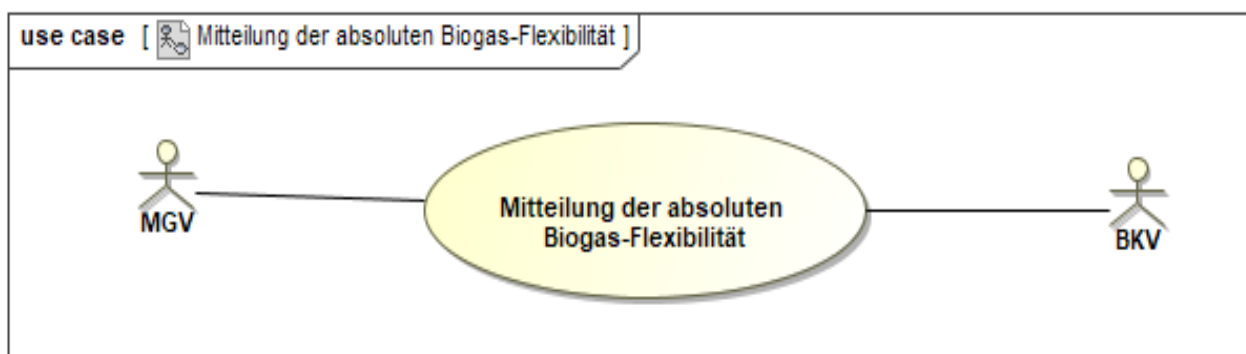 use case [ Mitteilung der absoluten Biogas-Flexibilität ]
MGV
Mitteilung der absoluten
Biogas-Flexibilität
BKV